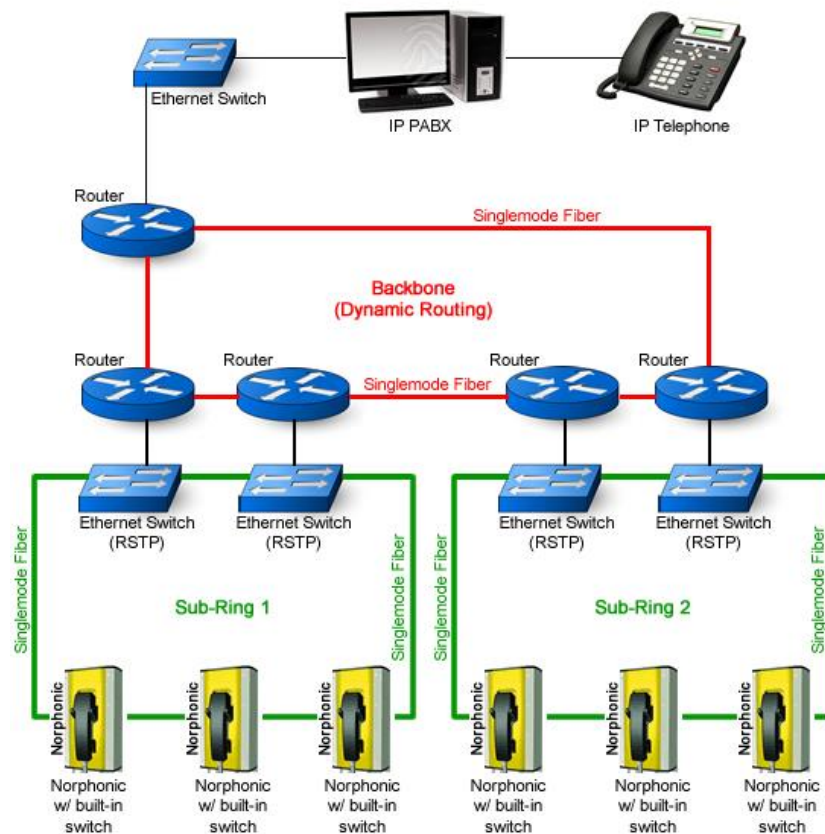 Ethernet Switch
IP PABX
IP Telephone
Router
Singlemode Fiber
Backbone
(Dynamic Routing)
Router
Router
Router
Router
Singlemode Fiber
Ethernet Switch
(RSTP)
Ethernet Switch
(RSTP)
Ethernet Switch
(RSTP)
Ethernet Switch
(RSTP)
Singlemode Fiber
Sub-Ring 1
Singlemode Fiber
Singlemode Fiber
Sub-Ring 2
Singlemode Fiber
Norphonic
Norphonic
Norphonic
Norphonic
Norphonic
Norphonic
Norphonic
w/ built-in
switch
Norphonic
w/ built-in
switch
Norphonic
w/ built-in
switch
Norphonic
w/ built-in
switch
Norphonic
w/ built-in
switch
Norphonic
w/ built-in
switch